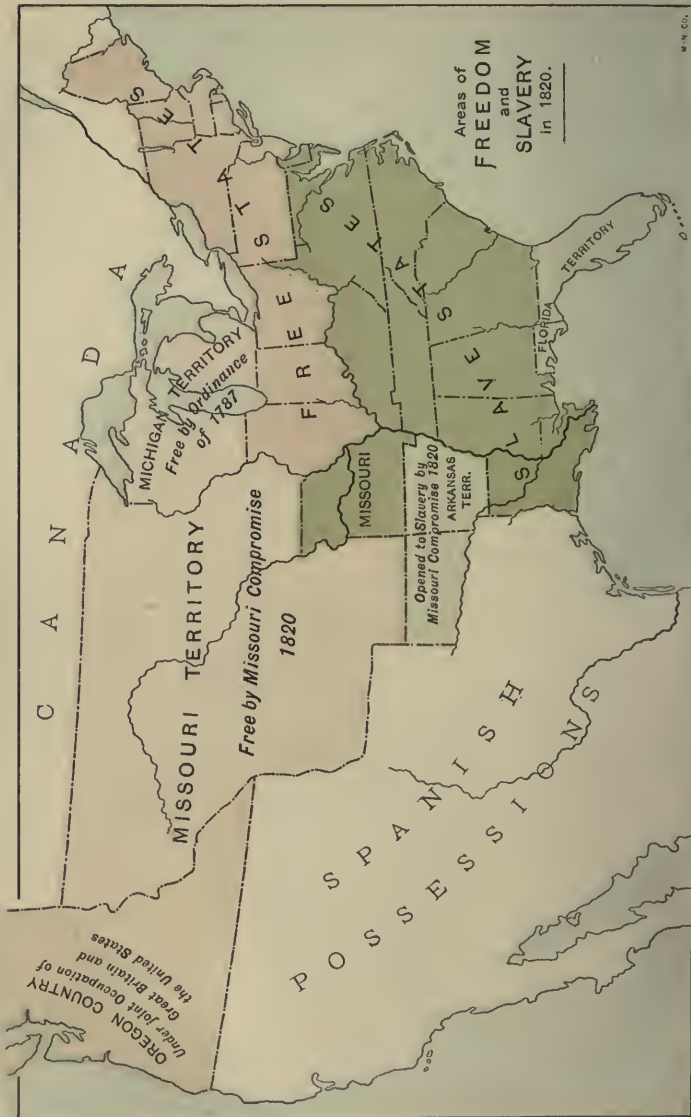 Areas of
FREEDOM
and
SLAVERY
in 1820.
CANADA
OREGON COUNTRY
Under joint Occupation of
Great Britain and
the United States
MISSOURI TERRITORY
Free by Missouri Compromise
1820
MICHIGAN TERRITORY
Free by Ordinance
of 1787
FREE STATES
MISSOURI
Opened to Slavery by
Missouri Compromise 1820
ARKANSAS
TERR.
SLAVE STATES
FLORIDA
TERRITORY
SPANISH
POSSESSIONS
M.-N. CO.